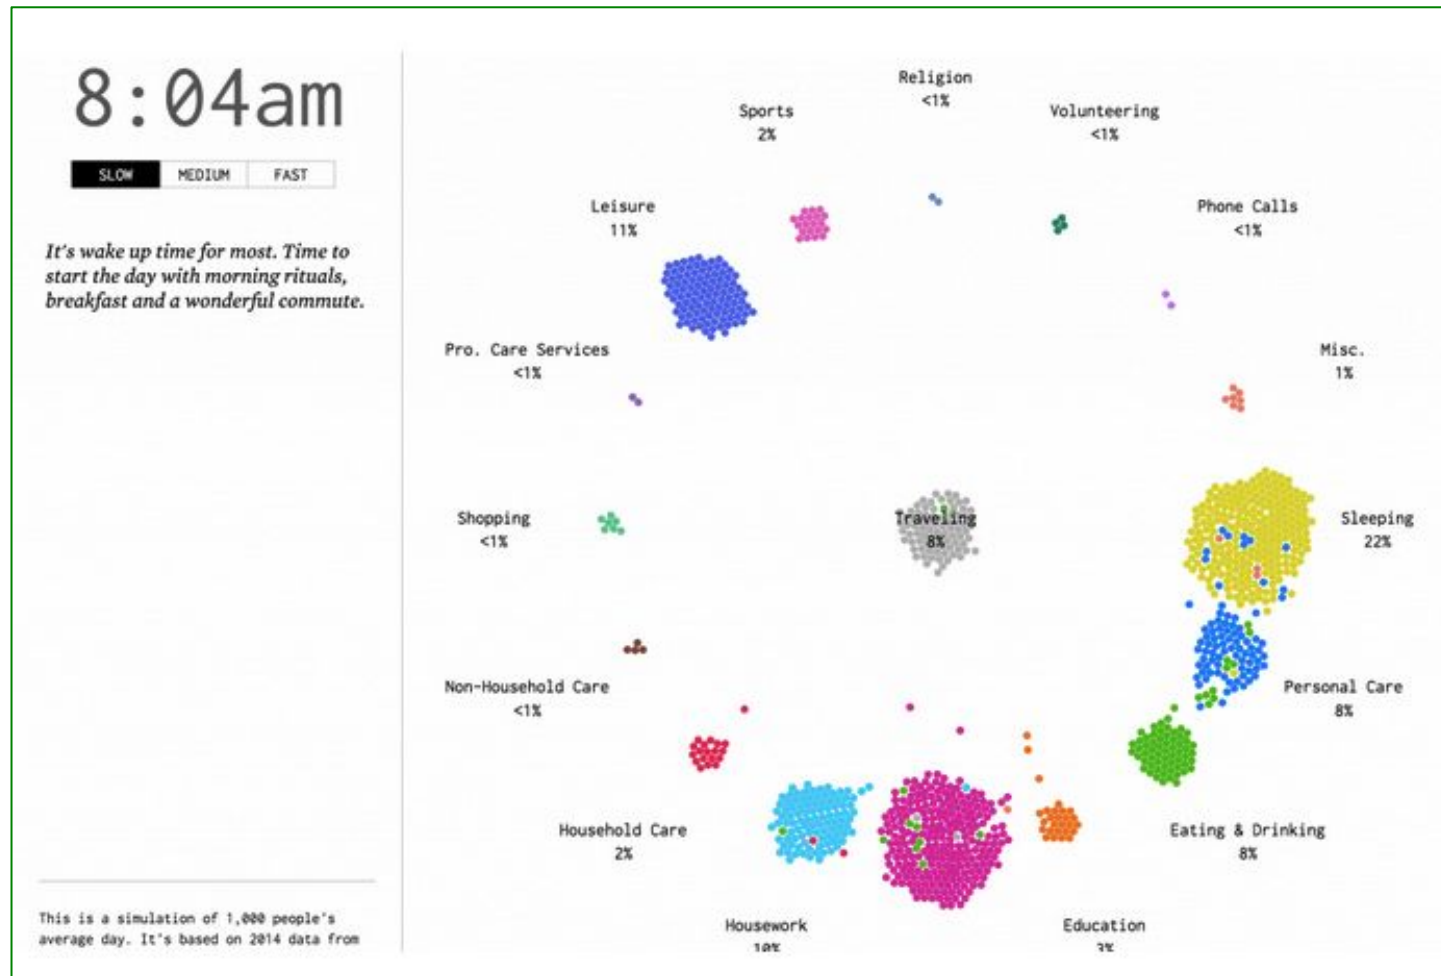 8:04am
SLOW MEDIUM FAST
It's wake up time for most. Time to
start the day with morning rituals,
breakfast and a wonderful commute.
This is a simulation of 1,000 people's
average day. It's based on 2014 data from
Religion
<1%
Sports
2%
Volunteering
<1%
Leisure
11%
Phone Calls
<1%
Pro. Care Services
<1%
Misc.
1%
Shopping
<1%
Traveling
8%
Sleeping
22%
Non-Household Care
<1%
Personal Care
8%
Household Care
2%
Eating & Drinking
8%
Housework
10%
Education
3%